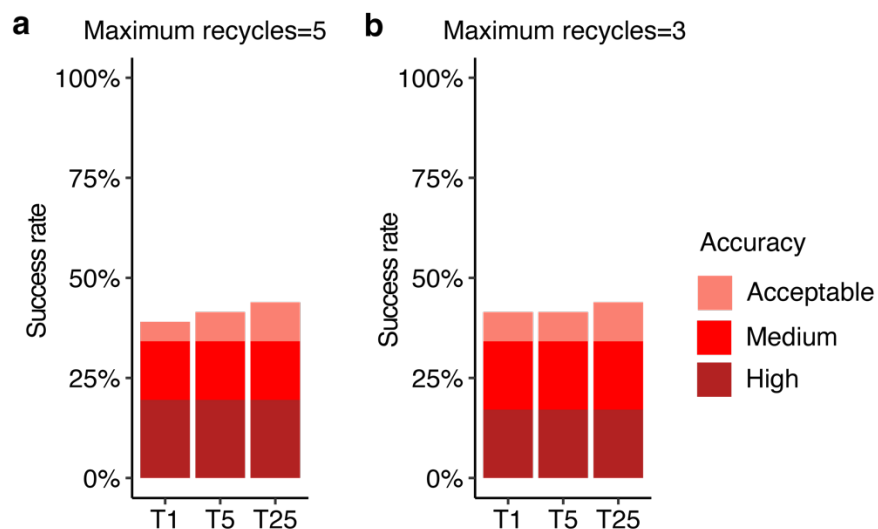 a
Maximum recycles=5
100%
75%
50%
25%
0%
Success rate
T1 T5 T25
b
Maximum recycles=3
100%
75%
50%
25%
0%
Success rate
T1 T5 T25
Accuracy
Acceptable
Medium
High